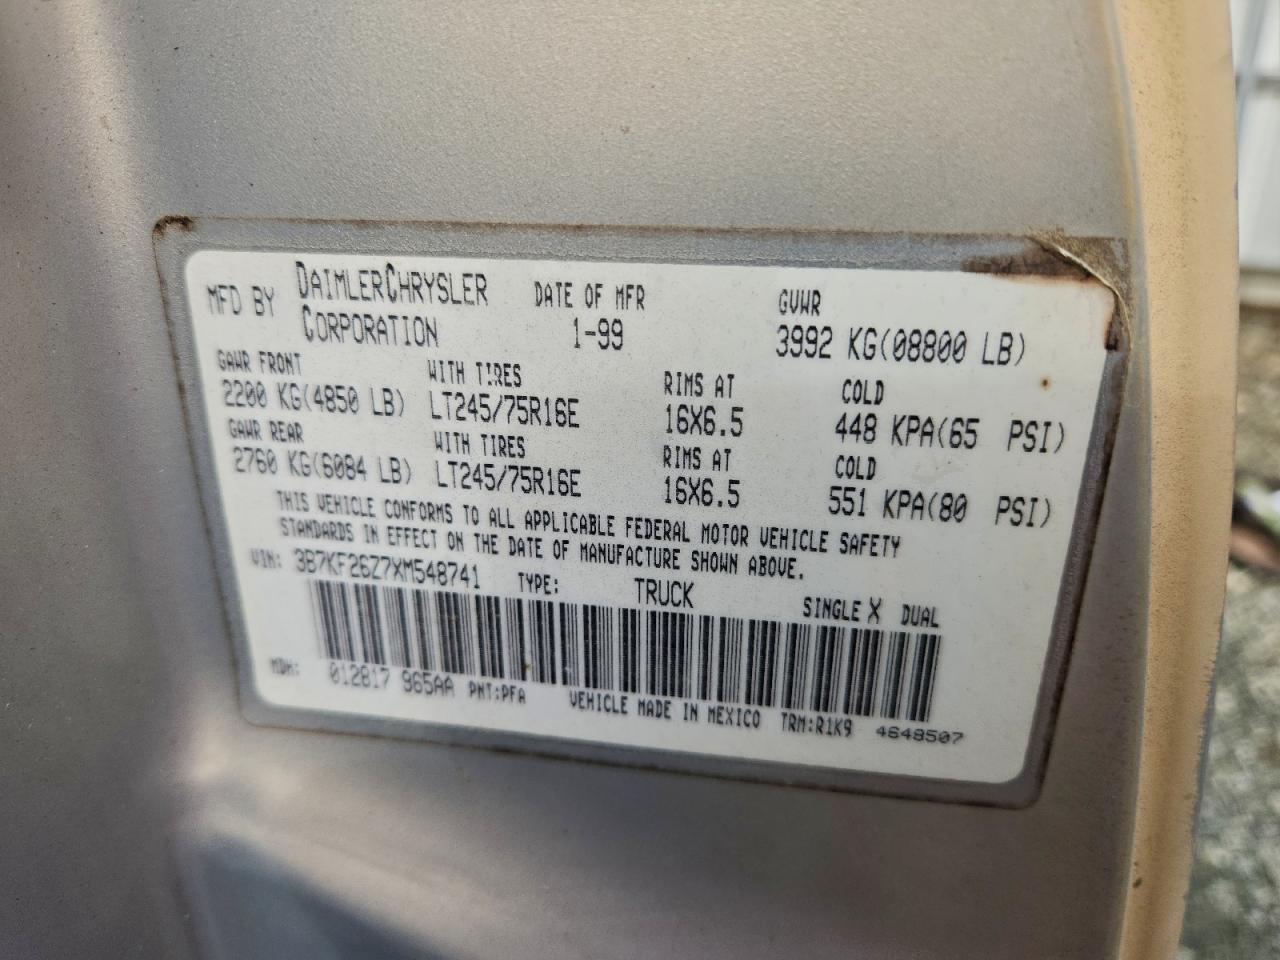 MFD BY DAIMLERCHRYSLER CORPORATION DATE OF MFR 1-99 GVWR 3992 KG(08800 LB)
GAWR FRONT WITH TIRES RIMS AT COLD
2200 KG(4850 LB) LT245/75R16E 16X6.5 448 KPA(65 PSI)
GAWR REAR WITH TIRES RIMS AT COLD
2760 KG(6084 LB) LT245/75R16E 16X6.5 551 KPA(80 PSI)
THIS VEHICLE CONFORMS TO ALL APPLICABLE FEDERAL MOTOR VEHICLE SAFETY
STANDARDS IN EFFECT ON THE DATE OF MANUFACTURE SHOWN ABOVE.
VIN: 3B7KF26Z7XM548741 TYPE: TRUCK SINGLE X DUAL
MDH: 012817 965AA PNT:PFA VEHICLE MADE IN MEXICO TRM:R1K9 4648507